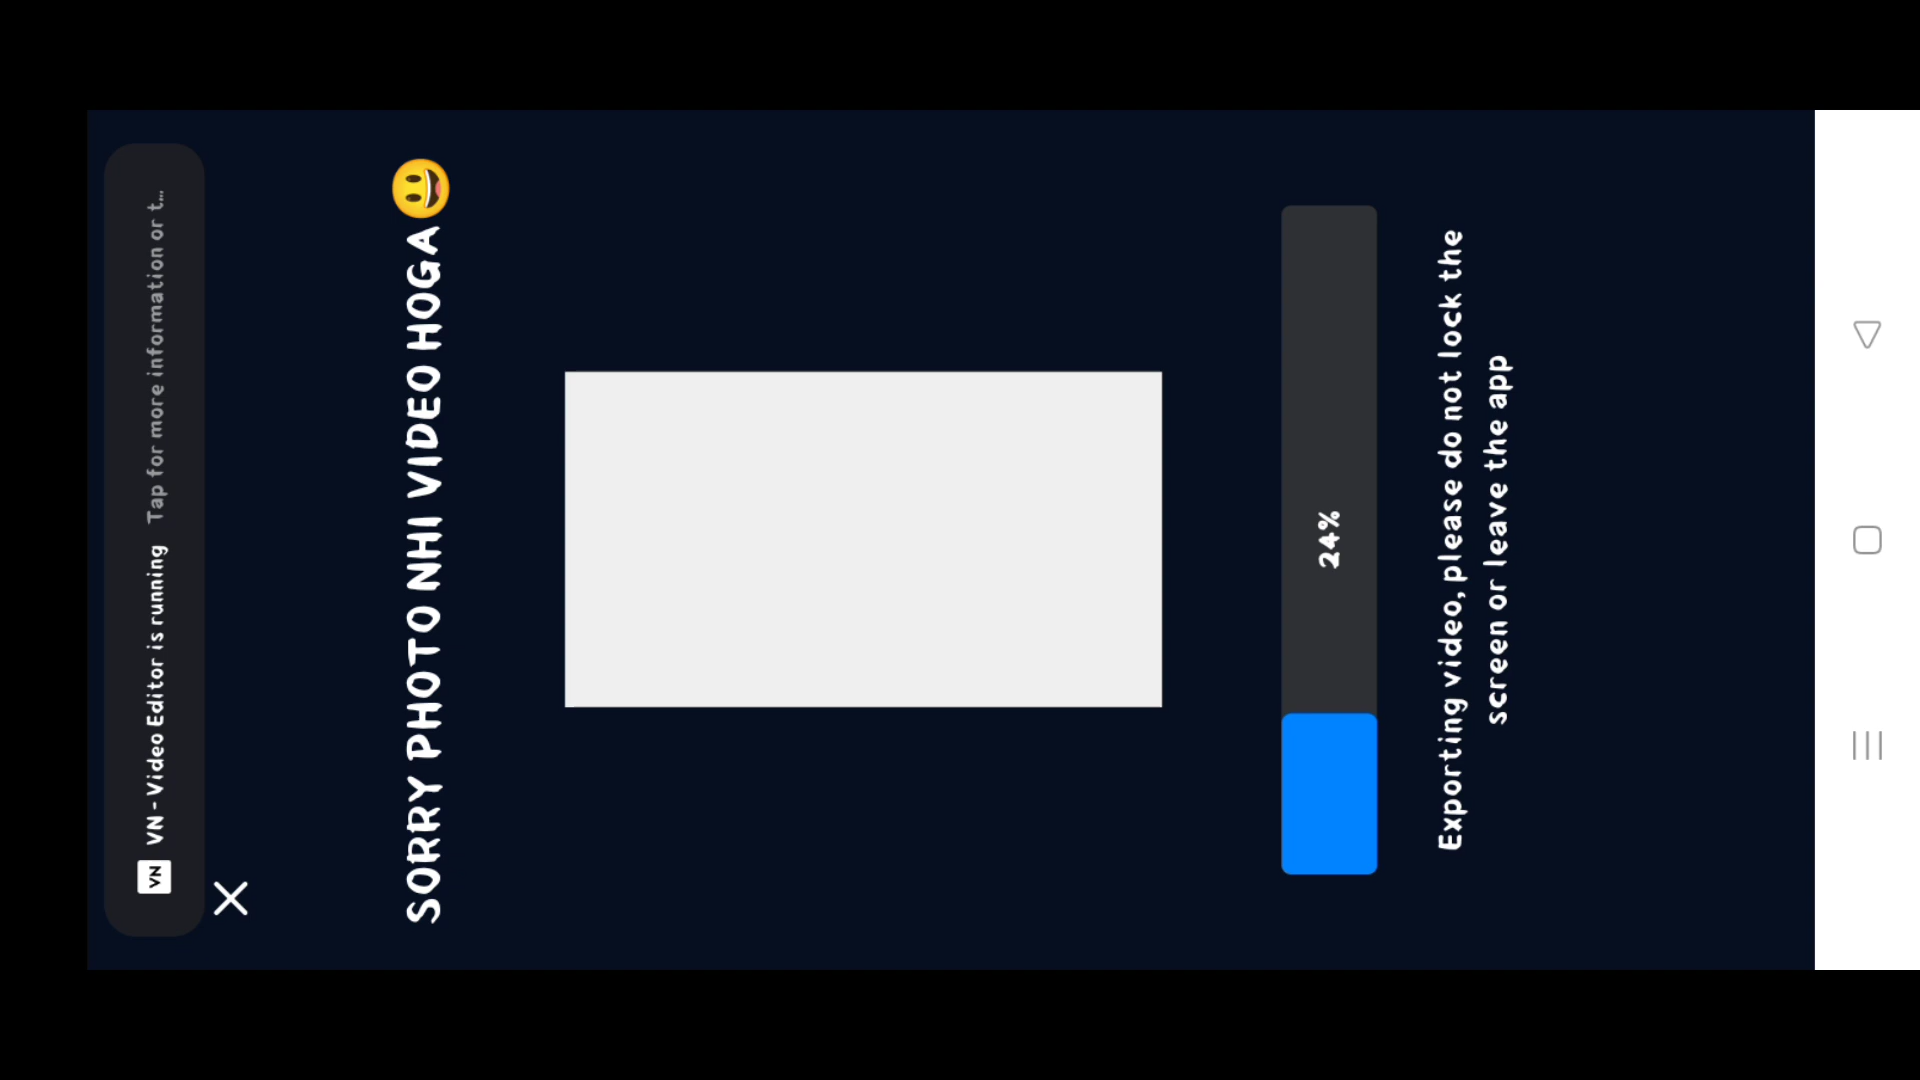 VN
VN - Video Editor is running Tap for more information or t...
SORRY PHOTO NHI VIDEO HOGA😃
24%
Exporting video, please do not lock the
screen or leave the app